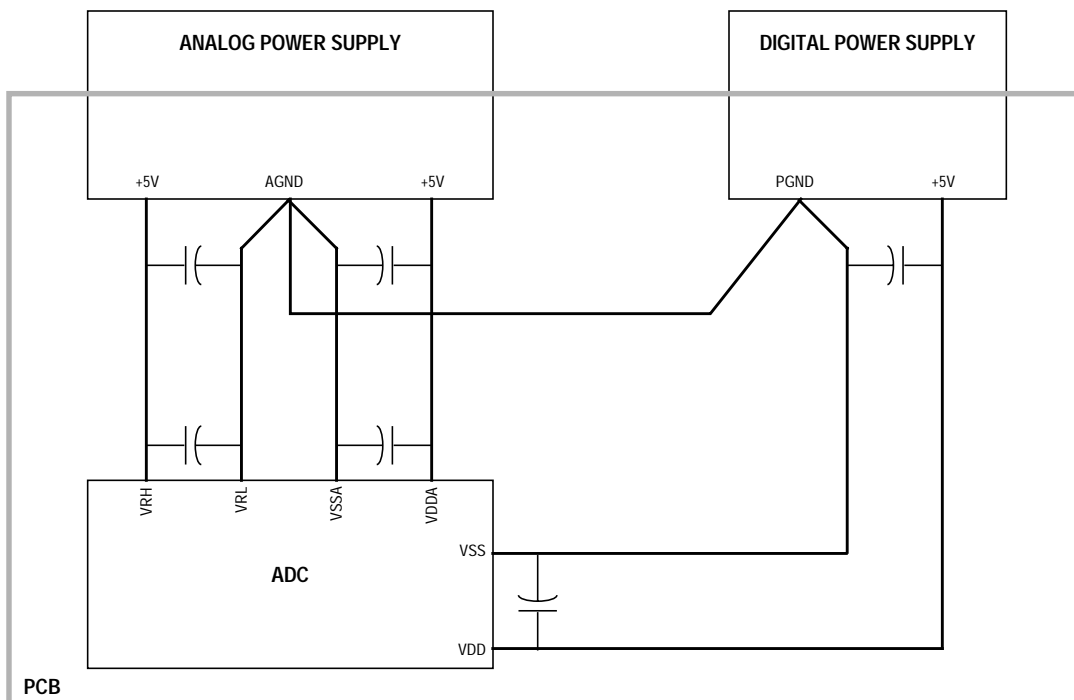 ANALOG POWER SUPPLY
DIGITAL POWER SUPPLY
+5V
AGND
+5V
PGND
+5V
VRH
VRL
VSSA
VDDA
VSS
ADC
VDD
PCB